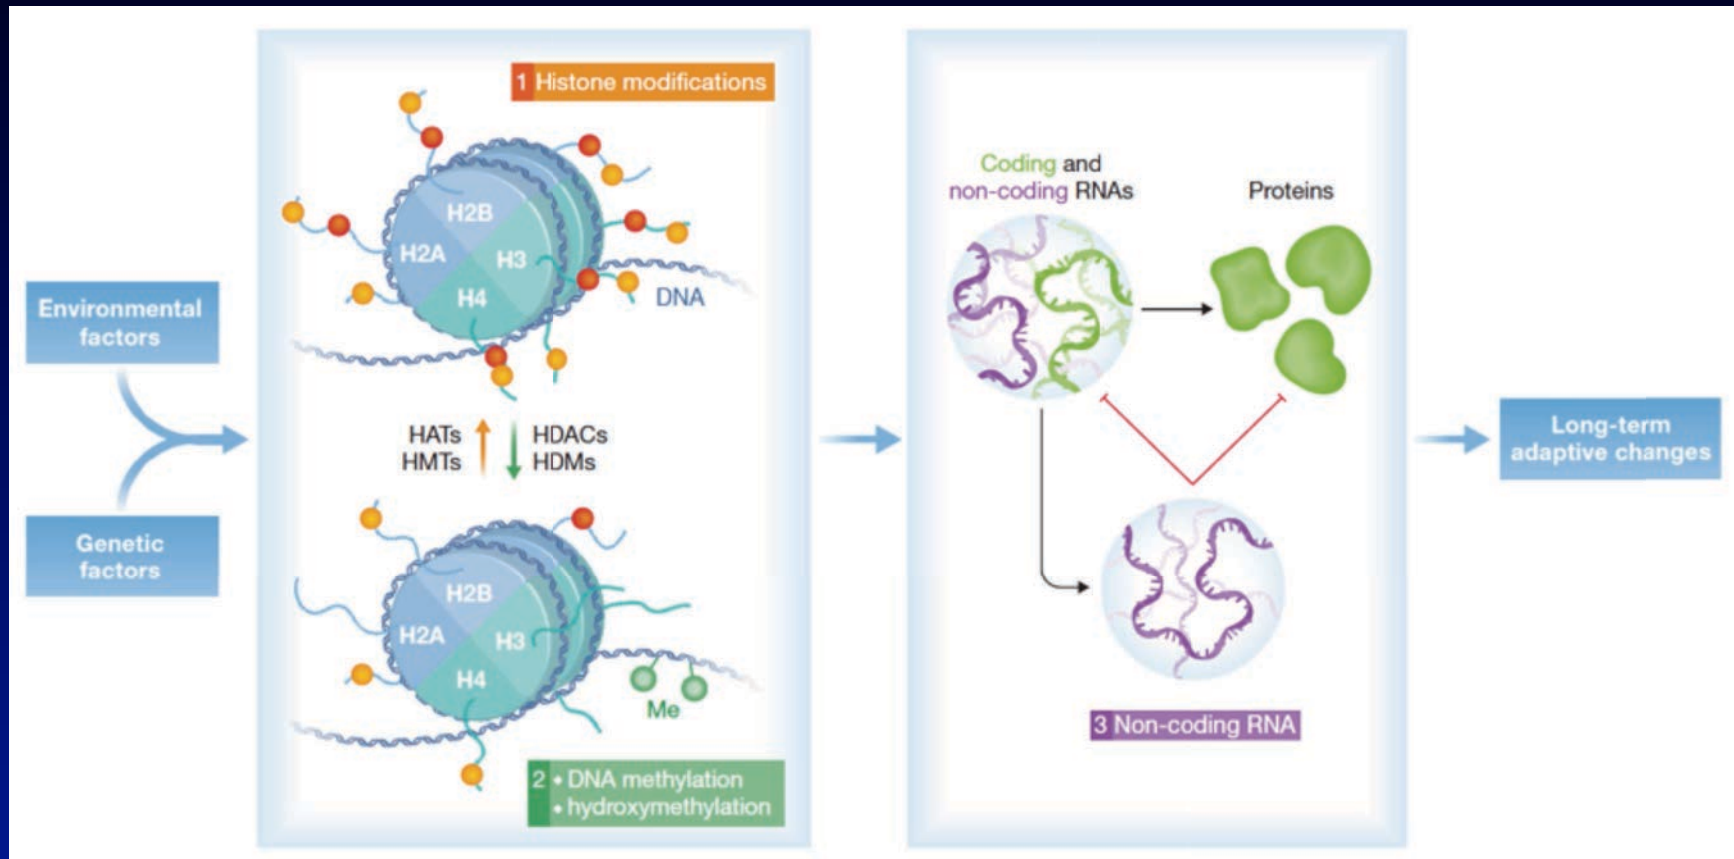 Environmental
factors
Genetic
factors
1 Histone modifications
H2B
H2A
H3
H4
DNA
HATs
HMTs
HDACs
HDMs
H2B
H2A
H3
H4
Me
2 • DNA methylation
• hydroxymethylation
Coding and
non-coding RNAs
Proteins
3 Non-coding RNA
Long-term
adaptive changes